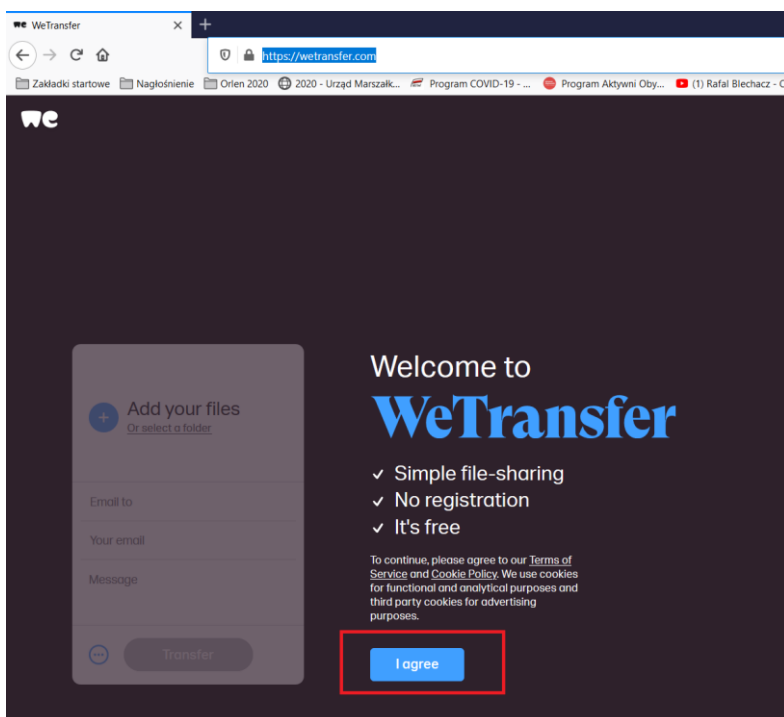 we WeTransfer
https://wetransfer.com
Zakładki startowe Nagłośnienie Orlen 2020 2020 - Urząd Marszałk... Program COVID-19 - ... Program Aktywni Oby... (1) Rafał Blechacz - C
we
Welcome to
WeTransfer
Add your files
Or select a folder
Simple file-sharing
No registration
It's free
Email to
Your email
Message
To continue, please agree to our Terms of
Service and Cookie Policy. We use cookies
for functional and analytical purposes and
third party cookies for advertising
purposes.
Transfer
I agree